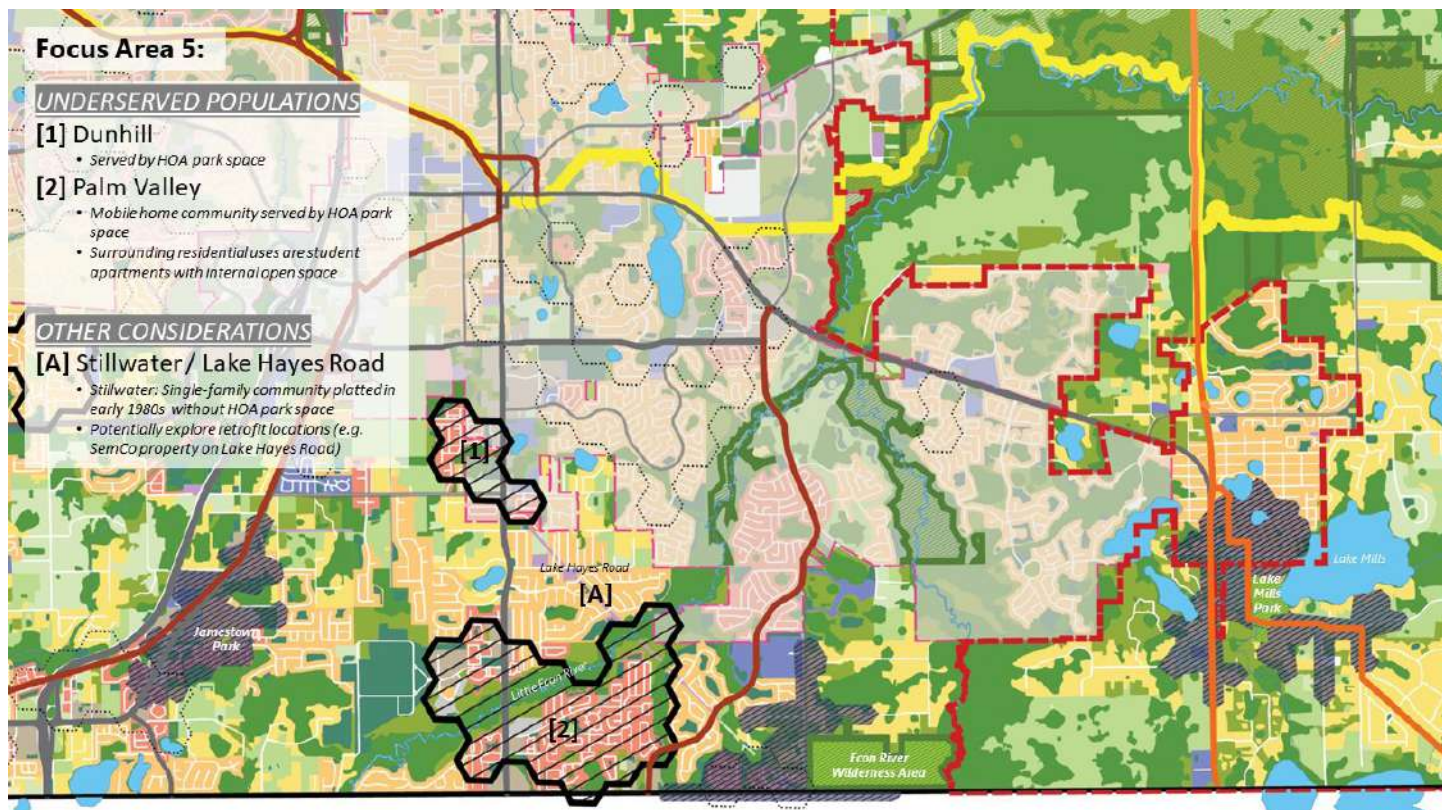 Focus Area 5:
UNDERSERVED POPULATIONS
[1] Dunhill
• Served by HOA park space
[2] Palm Valley
• Mobile home community served by HOA park
space
• Surrounding residential uses are student
apartments with internal open space
OTHER CONSIDERATIONS
[A] Stillwater / Lake Hayes Road
• Stillwater: Single-family community platted in
early 1980s without HOA park space
• Potentially explore retrofit locations (e.g.
SemCo property on Lake Hayes Road)
[1]
Lake Hayes Road
[A]
Lake Mills
Lake
Mills
Park
Jamestown
Park
Little Econ River
[2]
Econ River
Wilderness Area